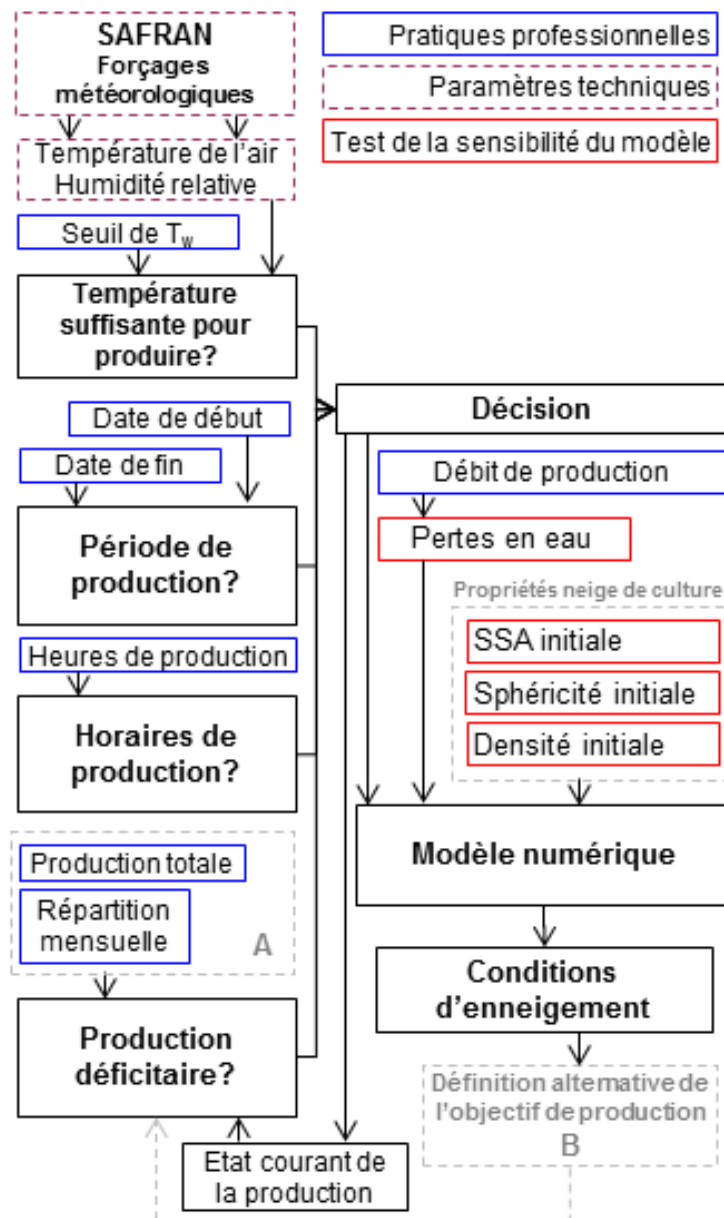 SAFRAN
Forçages
météorologiques
Température de l'air
Humidité relative
Seuil de Tw
Température
suffisante pour
produire?
Date de début
Date de fin
Période de
production?
Heures de production
Horaires de
production?
Production totale
Répartition
mensuelle
A
Production
déficitaire?
Pratiques professionnelles
Paramètres techniques
Test de la sensibilité du modèle
Décision
Débit de production
Pertes en eau
Propriétés neige de culture
SSA initiale
Sphéricité initiale
Densité initiale
Modèle numérique
Conditions
d'enneigement
Définition alternative de
l'objectif de production
B
Etat courant de
la production